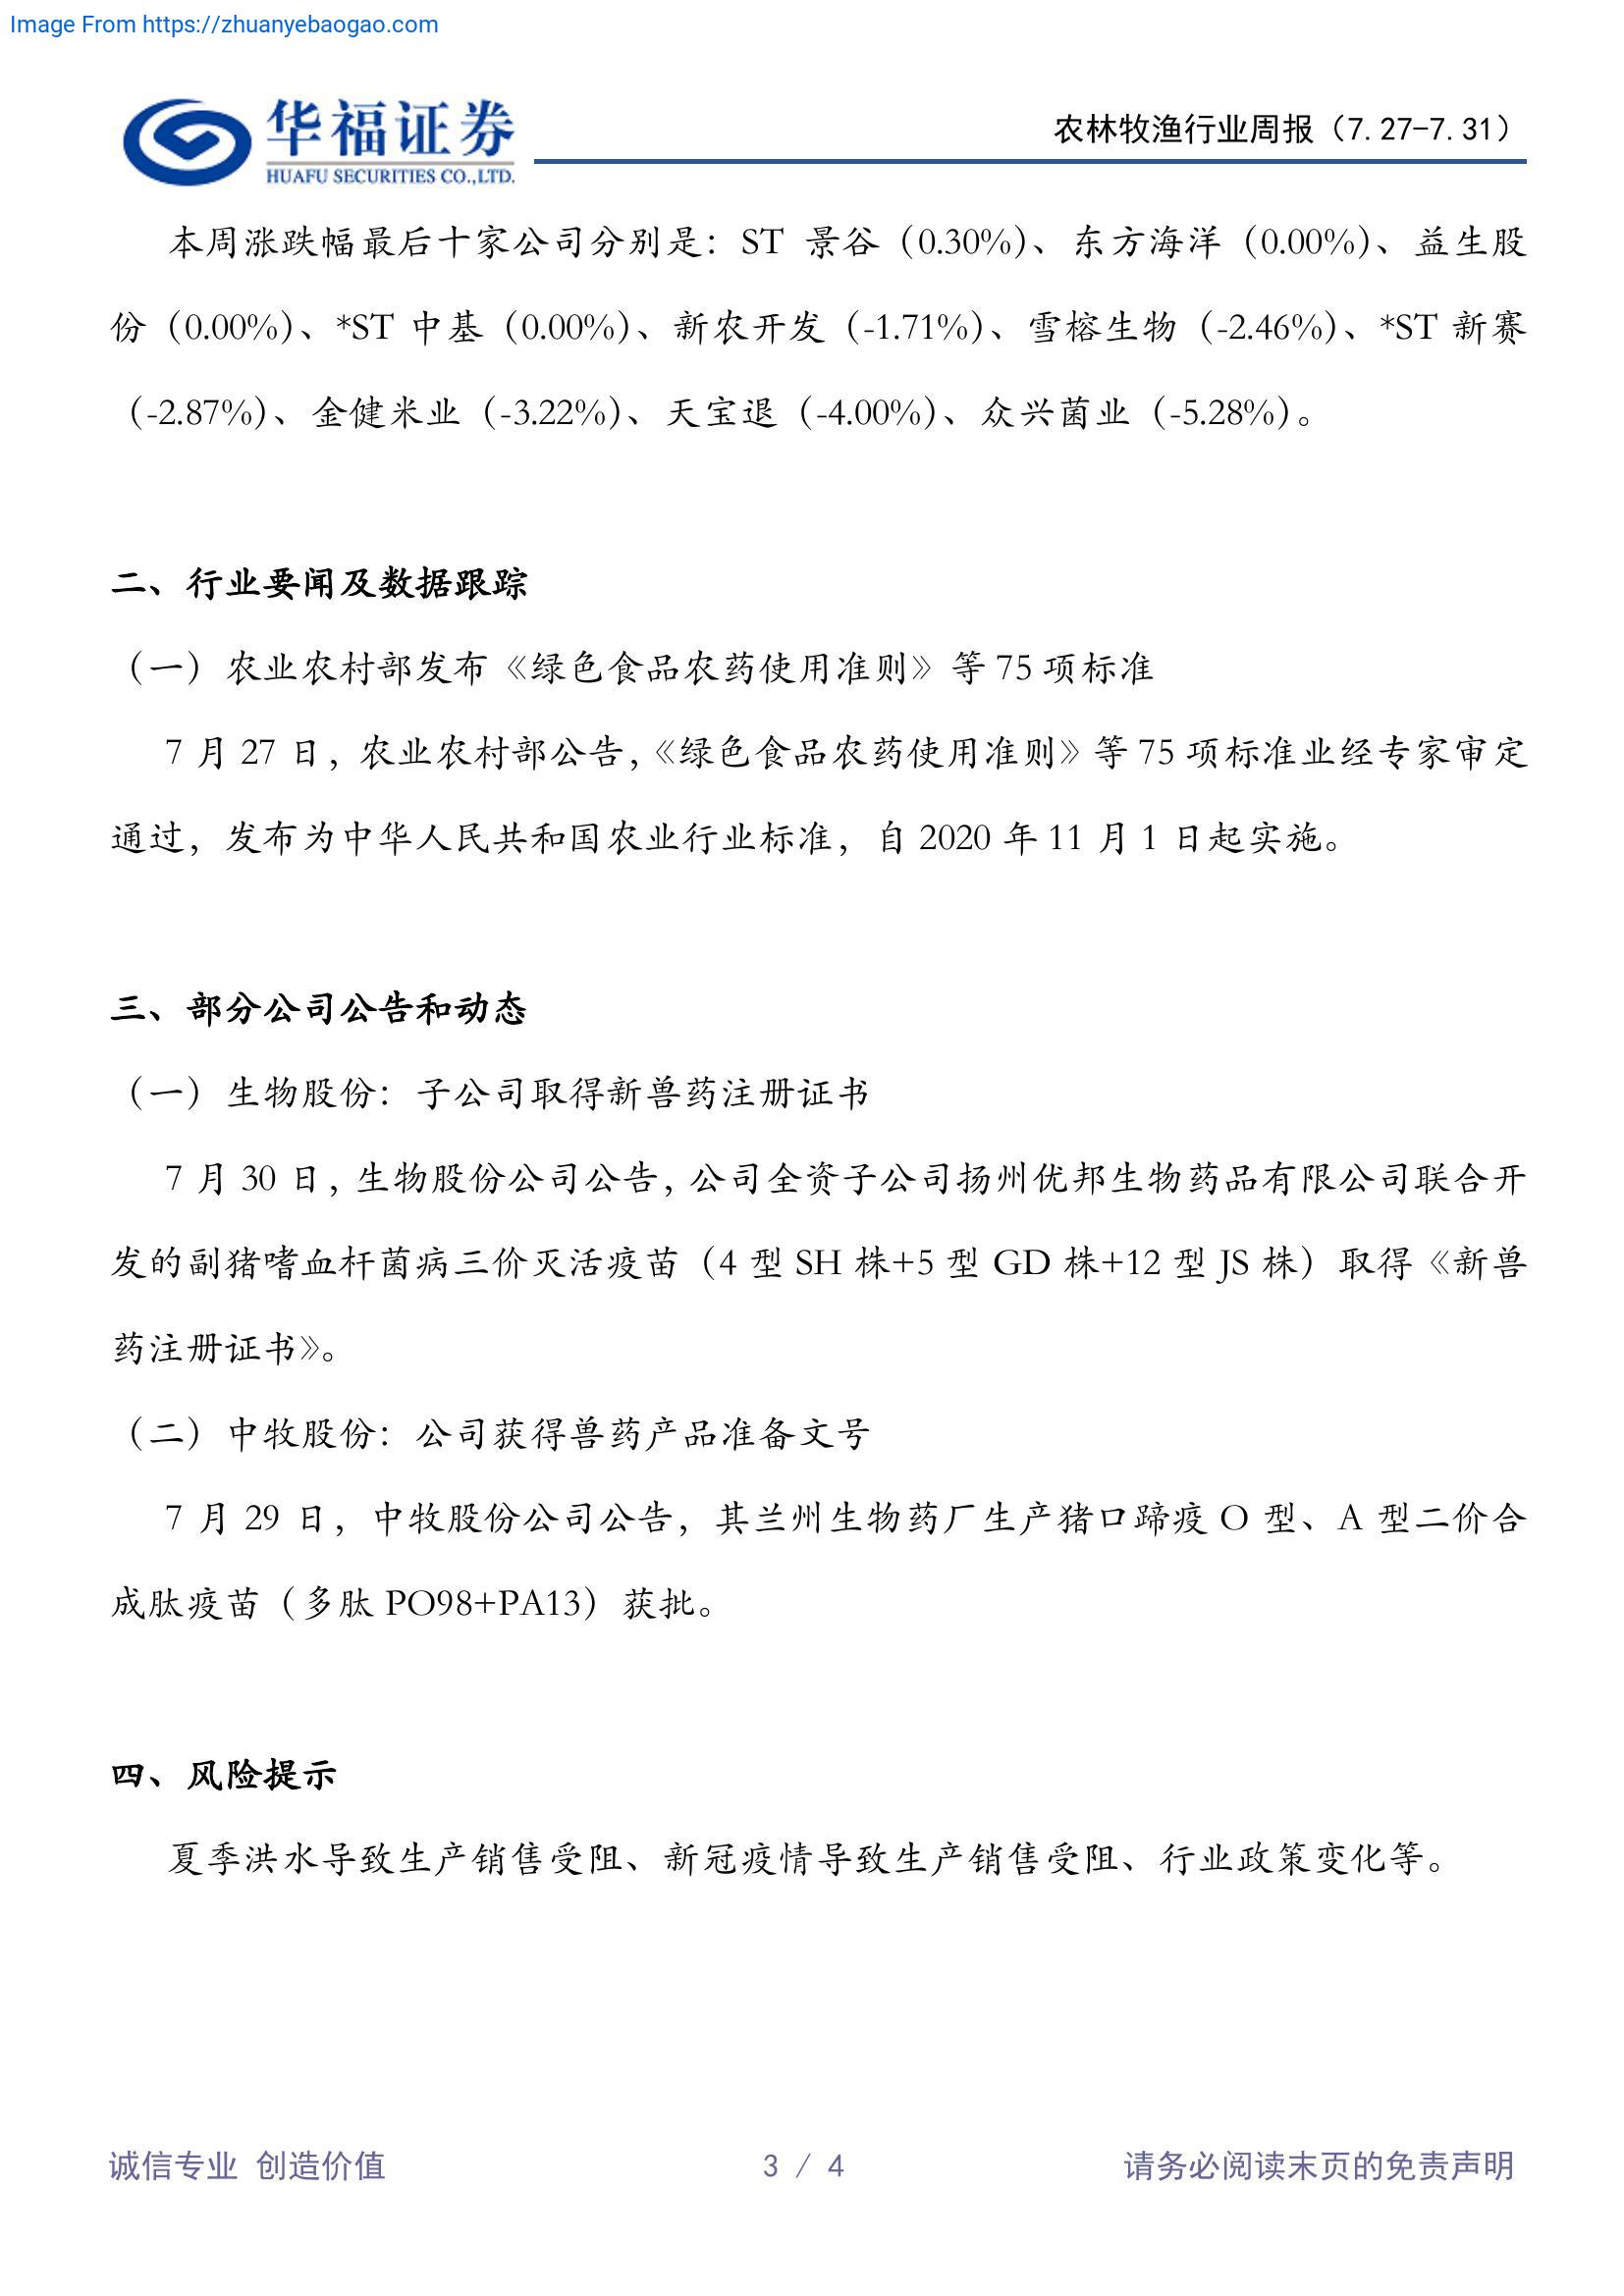 Image From https://zhuanyebaogao.com
华福证券
HUAFU SECURITIES CO.,LTD.
农林牧渔行业周报（7.27-7.31）
本周涨跌幅最后十家公司分别是：ST 景谷（0.30%）、东方海洋（0.00%）、益生股
份（0.00%）、*ST 中基（0.00%）、新农开发（-1.71%）、雪榕生物（-2.46%）、*ST 新赛
（-2.87%）、金健米业（-3.22%）、天宝退（-4.00%）、众兴菌业（-5.28%）。
二、行业要闻及数据跟踪
（一）农业农村部发布《绿色食品农药使用准则》等 75 项标准
7 月 27 日，农业农村部公告，《绿色食品农药使用准则》等 75 项标准业经专家审定
通过，发布为中华人民共和国农业行业标准，自 2020 年 11 月 1 日起实施。
三、部分公司公告和动态
（一）生物股份：子公司取得新兽药注册证书
7 月 30 日，生物股份公司公告，公司全资子公司扬州优邦生物药品有限公司联合开
发的副猪嗜血杆菌病三价灭活疫苗（4 型 SH 株+5 型 GD 株+12 型 JS 株）取得《新兽
药注册证书》。
（二）中牧股份：公司获得兽药产品准备文号
7 月 29 日，中牧股份公司公告，其兰州生物药厂生产猪口蹄疫 O 型、A 型二价合
成肽疫苗（多肽 PO98+PA13）获批。
四、风险提示
夏季洪水导致生产销售受阻、新冠疫情导致生产销售受阻、行业政策变化等。
诚信专业 创造价值
3 / 4
请务必阅读末页的免责声明